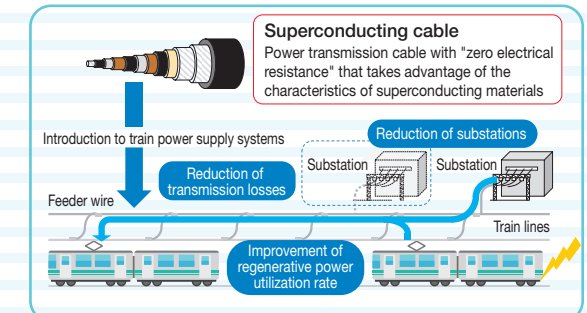 Superconducting cable
Power transmission cable with "zero electrical
resistance" that takes advantage of the
characteristics of superconducting materials
Introduction to train power supply systems
Reduction of substations
Reduction of
transmission losses
Substation
Substation
Feeder wire
Train lines
Improvement of
regenerative power
utilization rate